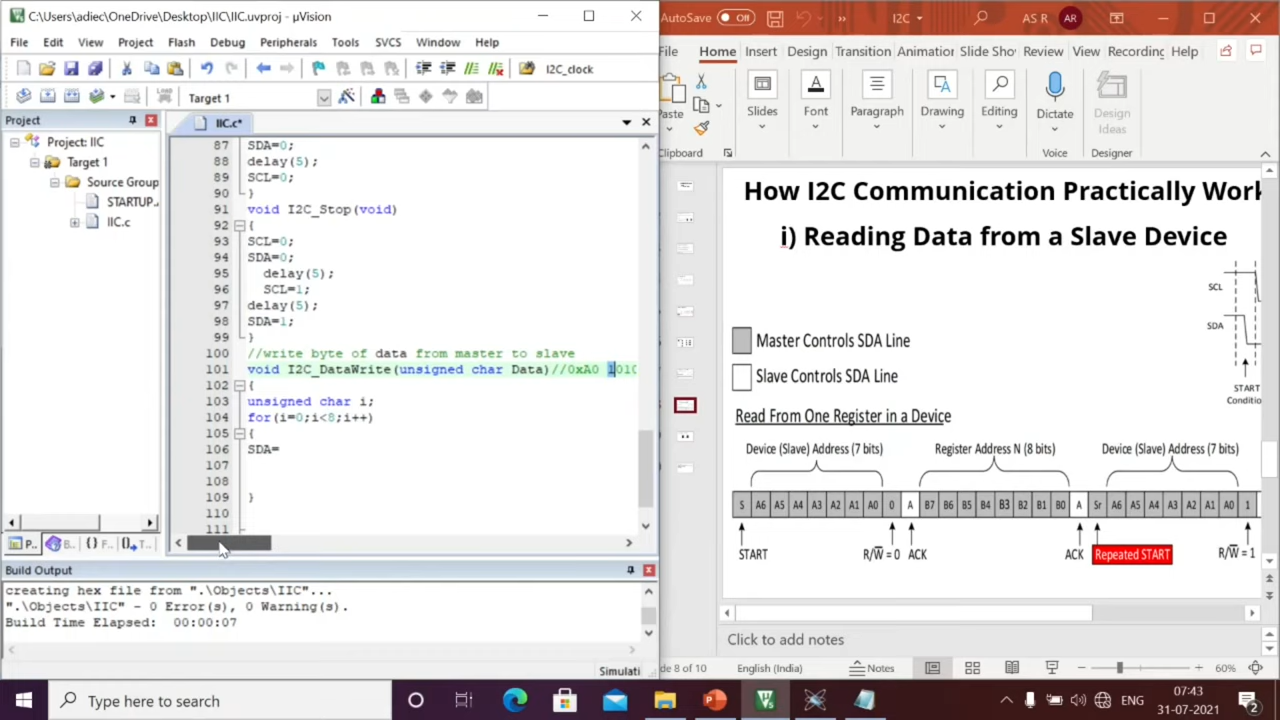 C:\Users\adiec\OneDrive\Desktop\IIC\IIC.uvproj - µVision
File Edit View Project Flash Debug Peripherals Tools SVCS Window Help
I2C_clock
Target 1
Project
Project: IIC
Target 1
Source Group
STARTUP.
IIC.c
IIC.c*
87 SDA=0;
88 delay(5);
89 SCL=0;
90 }
91 void I2C_Stop(void)
92 {
93 SCL=0;
94 SDA=0;
95 delay(5);
96 SCL=1;
97 delay(5);
98 SDA=1;
99 }
100 //write byte of data from master to slave
101 void I2C_DataWrite(unsigned char Data)//0xA0 1010
102 {
103 unsigned char i;
104 for(i=0;i<8;i++)
105 {
106 SDA=
107
108
109 }
110
111
P.. B.. {} F.. T..
Build Output
creating hex file from ".\Objects\IIC"...
".\Objects\IIC" - 0 Error(s), 0 Warning(s).
Build Time Elapsed: 00:00:07
Simulati
AutoSave Off I2C AS R AR
File Home Insert Design Transition Animation Slide Sho Review View Recording Help
Paste Slides Font Paragraph Drawing Editing Dictate Design Ideas
Clipboard Voice Designer
How I2C Communication Practically Work
i) Reading Data from a Slave Device
SCL
SDA
START
Conditio
Master Controls SDA Line
Slave Controls SDA Line
Read From One Register in a Device
Device (Slave) Address (7 bits) Register Address N (8 bits) Device (Slave) Address (7 bits)
S A6 A5 A4 A3 A2 A1 A0 0 A B7 B6 B5 B4 B3 B2 B1 B0 A Sr A6 A5 A4 A3 A2 A1 A0 1
START R/W̅ = 0 ACK ACK Repeated START R/W̅ = 1
Click to add notes
de 8 of 10 English (India) Notes 60%
Type here to search
ENG
07:43
31-07-2021
2